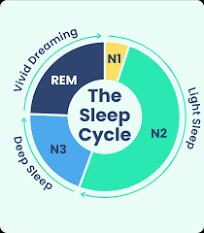 The
Sleep
Cycle
N1
N2
N3
REM
Light Sleep
Deep Sleep
Vivid Dreaming